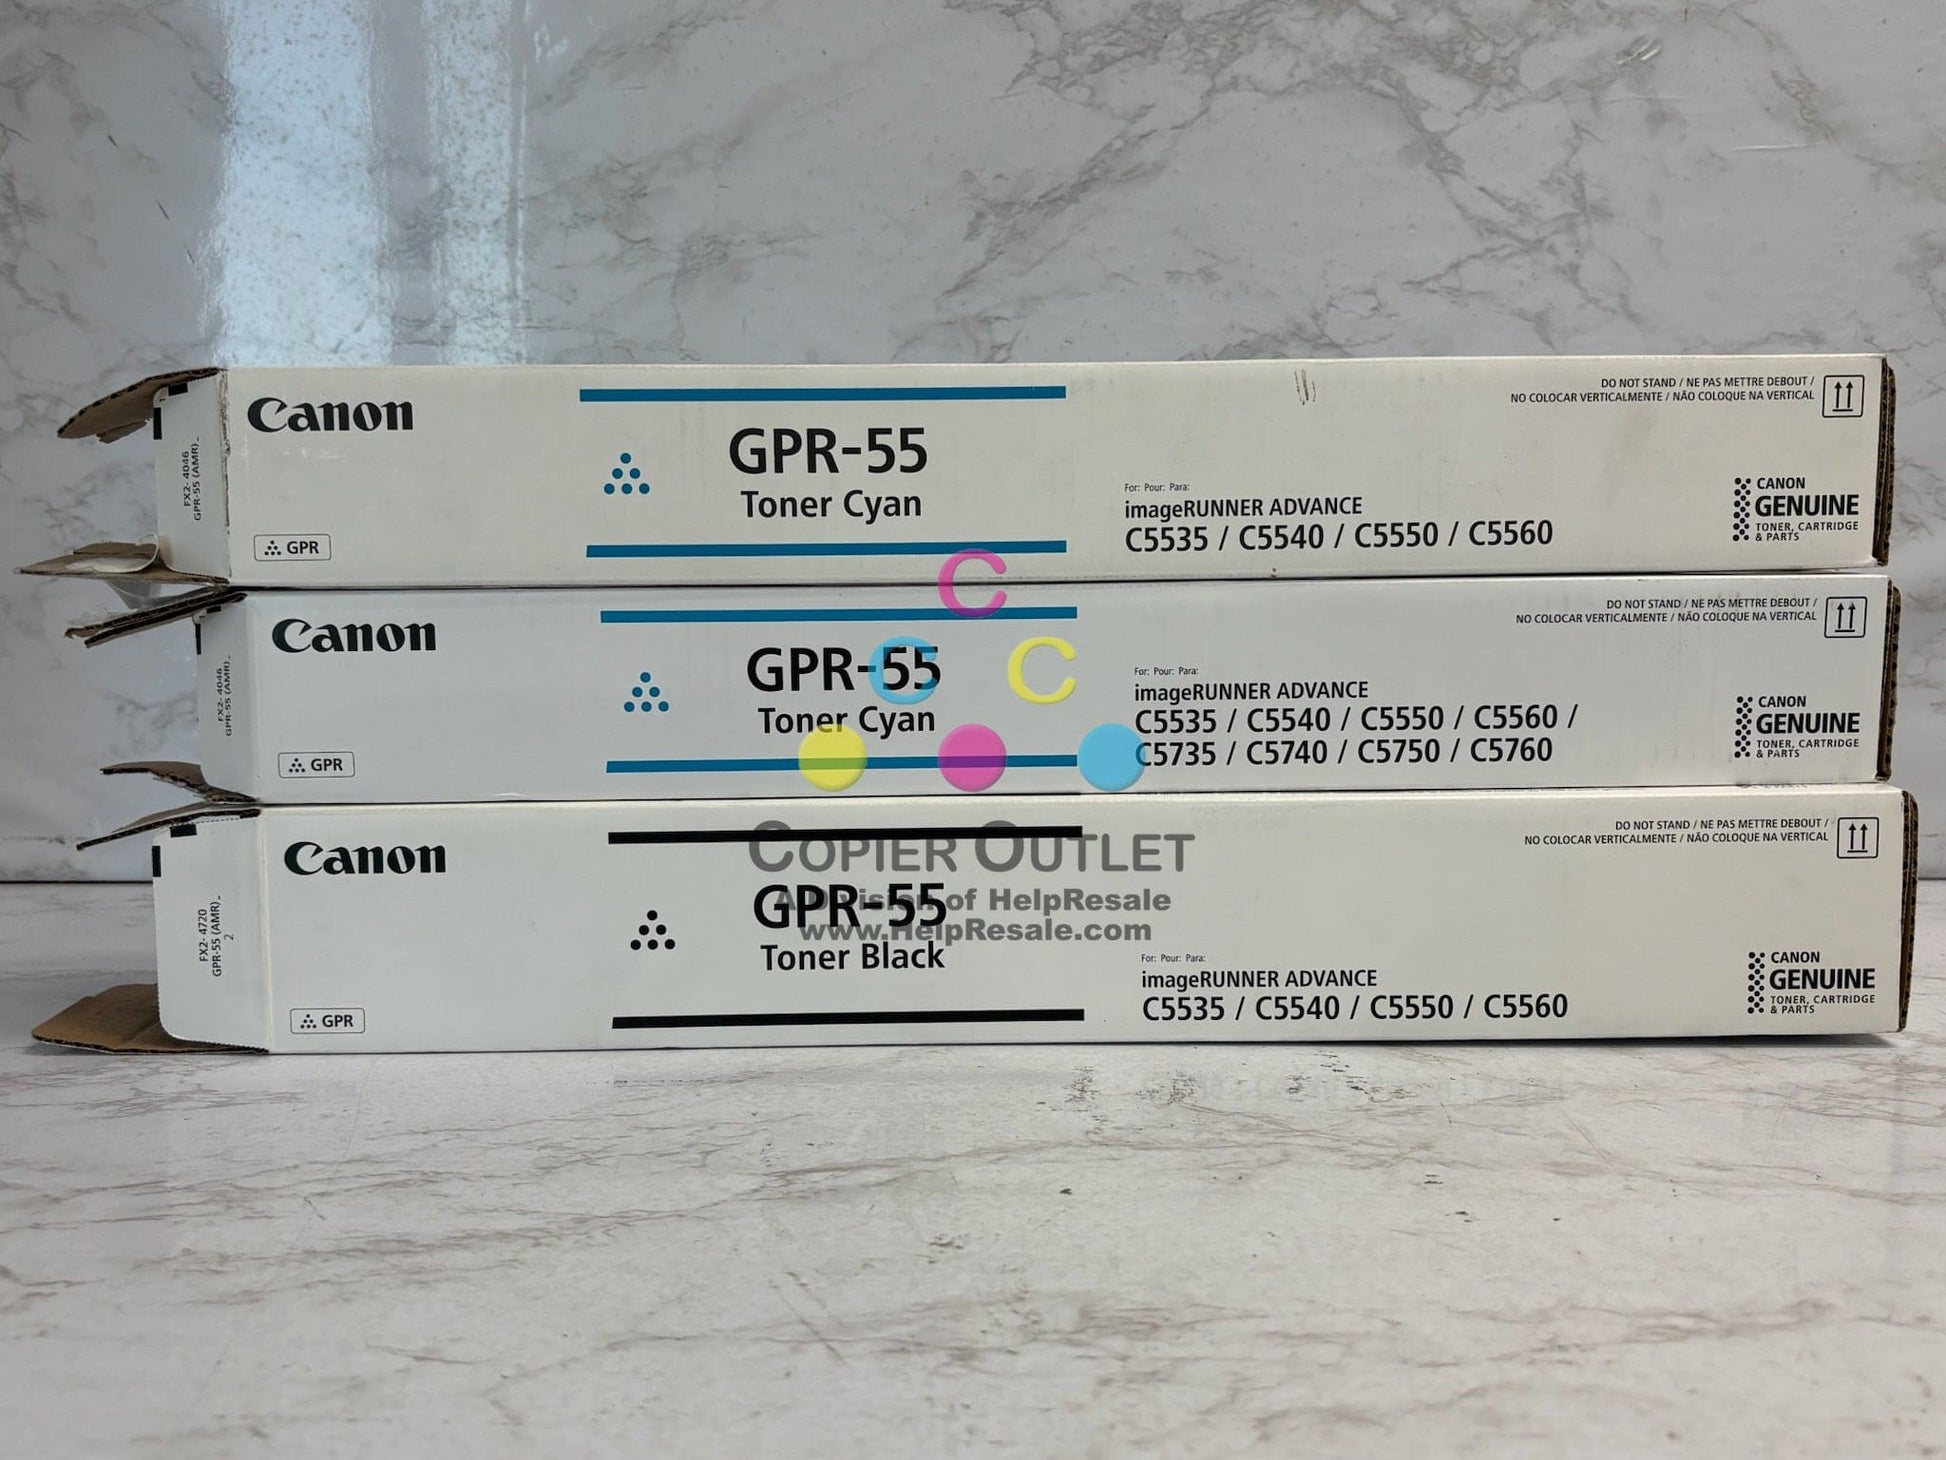 Canon
GPR-55
Toner Cyan
GPR
FX2- 4046
GPR-55 (AMR)
For: Pour: Para:
imageRUNNER ADVANCE
C5535 / C5540 / C5550 / C5560
DO NOT STAND / NE PAS METTRE DEBOUT /
NO COLOCAR VERTICALMENTE / NÃO COLOQUE NA VERTICAL
CANON
GENUINE
TONER, CARTRIDGE
& PARTS
Canon
GPR-55
Toner Cyan
GPR
FX2- 4046
GPR-55 (AMR)
For: Pour: Para:
imageRUNNER ADVANCE
C5535 / C5540 / C5550 / C5560 /
C5735 / C5740 / C5750 / C5760
DO NOT STAND / NE PAS METTRE DEBOUT /
NO COLOCAR VERTICALMENTE / NÃO COLOQUE NA VERTICAL
CANON
GENUINE
TONER, CARTRIDGE
& PARTS
C
C C
COPIER OUTLET
A Division of HelpResale
www.HelpResale.com
Canon
GPR-55
Toner Black
GPR
FX2- 4720
GPR-55 (AMR)
2
For: Pour: Para:
imageRUNNER ADVANCE
C5535 / C5540 / C5550 / C5560
DO NOT STAND / NE PAS METTRE DEBOUT /
NO COLOCAR VERTICALMENTE / NÃO COLOQUE NA VERTICAL
CANON
GENUINE
TONER, CARTRIDGE
& PARTS